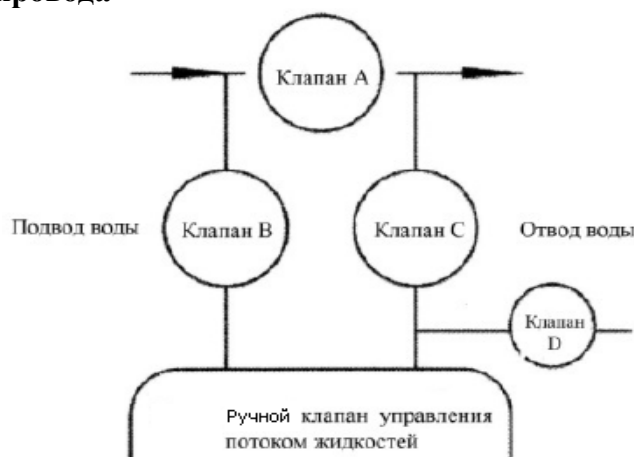 провода
Клапан A
Подвод воды
Клапан B
Клапан C
Отвод воды
Клапан
D
Ручной клапан управления
потоком жидкостей